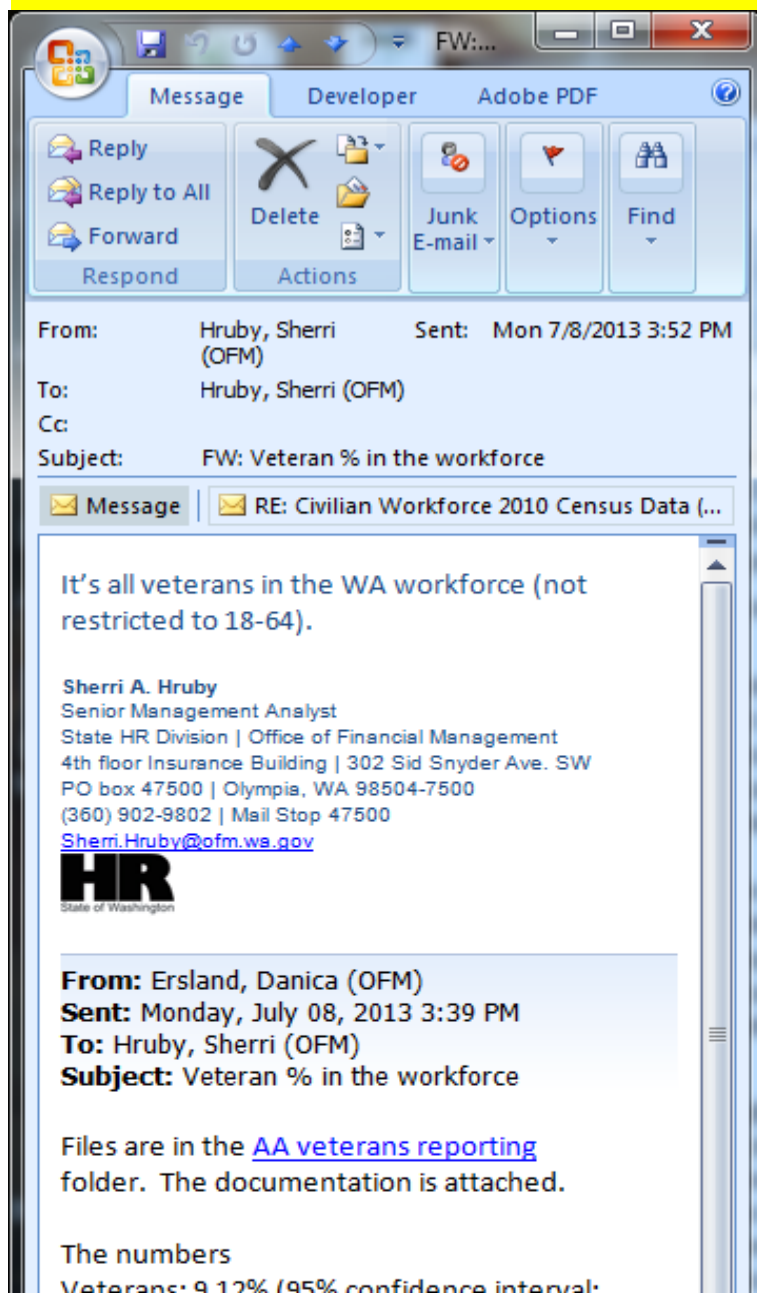 FW:...
Message Developer Adobe PDF
Reply
Reply to All
Forward
Respond
Delete
Actions
Junk
E-mail
Options
Find
From: Hruby, Sherri (OFM) Sent: Mon 7/8/2013 3:52 PM
To: Hruby, Sherri (OFM)
Cc:
Subject: FW: Veteran % in the workforce
Message RE: Civilian Workforce 2010 Census Data (...
It's all veterans in the WA workforce (not
restricted to 18-64).
Sherri A. Hruby
Senior Management Analyst
State HR Division | Office of Financial Management
4th floor Insurance Building | 302 Sid Snyder Ave. SW
PO box 47500 | Olympia, WA 98504-7500
(360) 902-9802 | Mail Stop 47500
Sherri.Hruby@ofm.wa.gov
HR
State of Washington
From: Ersland, Danica (OFM)
Sent: Monday, July 08, 2013 3:39 PM
To: Hruby, Sherri (OFM)
Subject: Veteran % in the workforce
Files are in the AA veterans reporting
folder. The documentation is attached.
The numbers
Veterans: 9.12% (95% confidence interval: